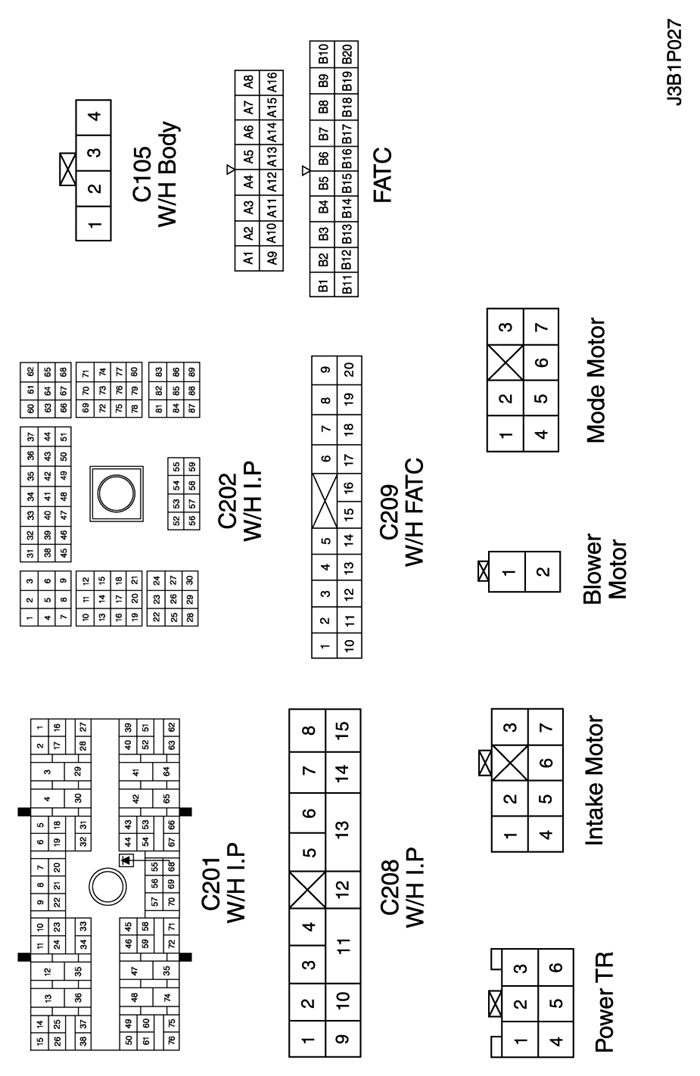 15 14 13 12 11 10 9 8 7 6 5 4 3 2 1
26 25 24 23 22 21 20 19 18 17 16
38 37 36 35 34 33 32 31 30 29 28 27
50 49 48 47 46 45 44 43 42 41 40 39
61 60 59 58 57 56 55 54 53 52 51
76 75 74 35 72 71 70 69 68 67 66 65 64 63 62
C201
W/H I.P
1 2 3
4 5 6
7 8 9
10 11 12
13 14 15
16 17 18
19 20 21
22 23 24
25 26 27
28 29 30
31 32 33 34 35 36 37
38 39 40 41 42 43 44
45 46 47 48 49 50 51
52 53 54 55
56 57 58 59
60 61 62
63 64 65
66 67 68
69 70 71
72 73 74
75 76 77
78 79 80
81 82 83
84 85 86
87 88 89
C202
W/H I.P
1 2 3 4
C105
W/H Body
A1 A2 A3 A4 A5 A6 A7 A8
A9 A10 A11 A12 A13 A14 A15 A16
B1 B2 B3 B4 B5 B6 B7 B8 B9 B10
B11 B12 B13 B14 B15 B16 B17 B18 B19 B20
FATC
1 2 3 4 5 6 7 8
9 10 11 12 13 14 15
C208
W/H I.P
1 2 3 4 5 6 7 8 9
10 11 12 13 14 15 16 17 18 19 20
C209
W/H FATC
1 2 3
4 5 6
Power TR
1 2 3
4 5 6 7
Intake Motor
1
2
Blower
Motor
1 2 3
4 5 6 7
Mode Motor
J3B1P027